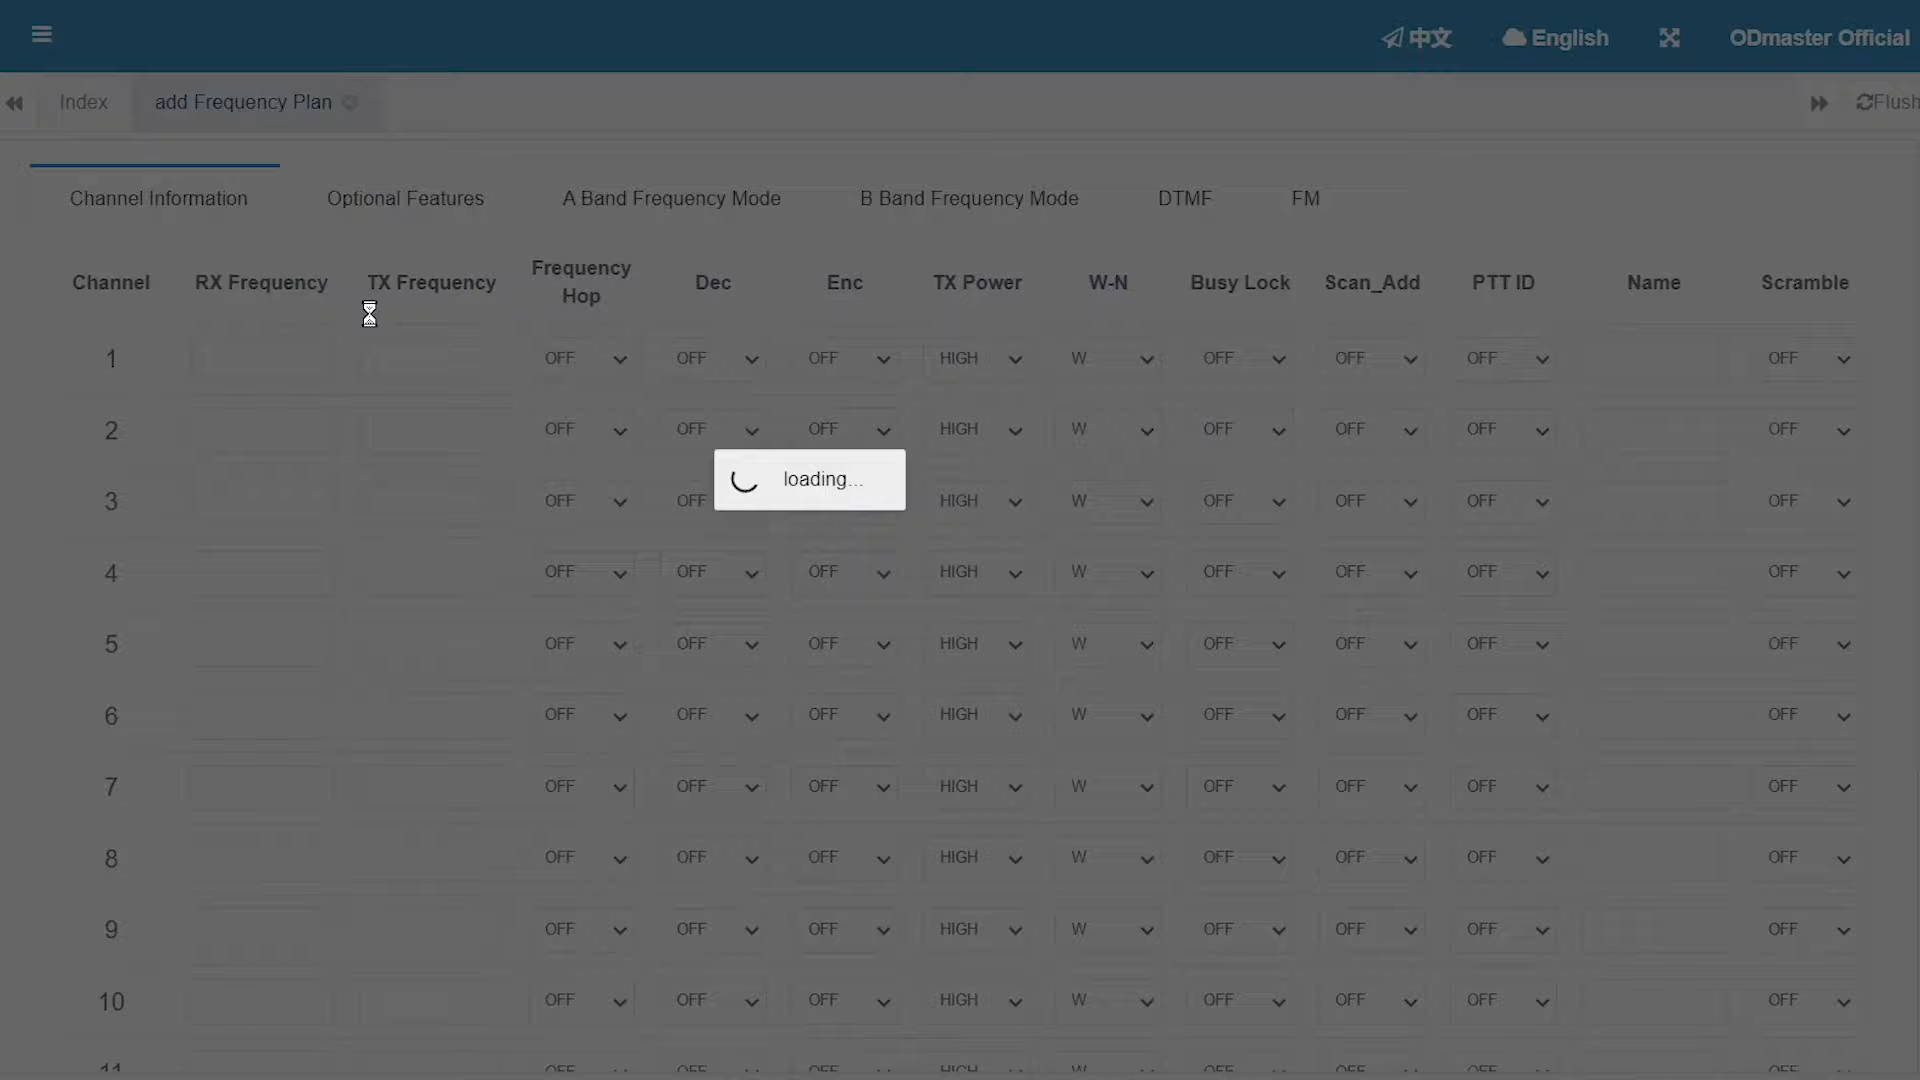 中文 English ODmaster Official
Index add Frequency Plan Flush
Channel Information Optional Features A Band Frequency Mode B Band Frequency Mode DTMF FM
Channel RX Frequency TX Frequency Frequency Hop Dec Enc TX Power W-N Busy Lock Scan_Add PTT ID Name Scramble
1 OFF OFF OFF HIGH W OFF OFF OFF OFF
2 OFF OFF OFF HIGH W OFF OFF OFF OFF
loading...
3 OFF OFF HIGH W OFF OFF OFF OFF
4 OFF OFF OFF HIGH W OFF OFF OFF OFF
5 OFF OFF OFF HIGH W OFF OFF OFF OFF
6 OFF OFF OFF HIGH W OFF OFF OFF OFF
7 OFF OFF OFF HIGH W OFF OFF OFF OFF
8 OFF OFF OFF HIGH W OFF OFF OFF OFF
9 OFF OFF OFF HIGH W OFF OFF OFF OFF
10 OFF OFF OFF HIGH W OFF OFF OFF OFF